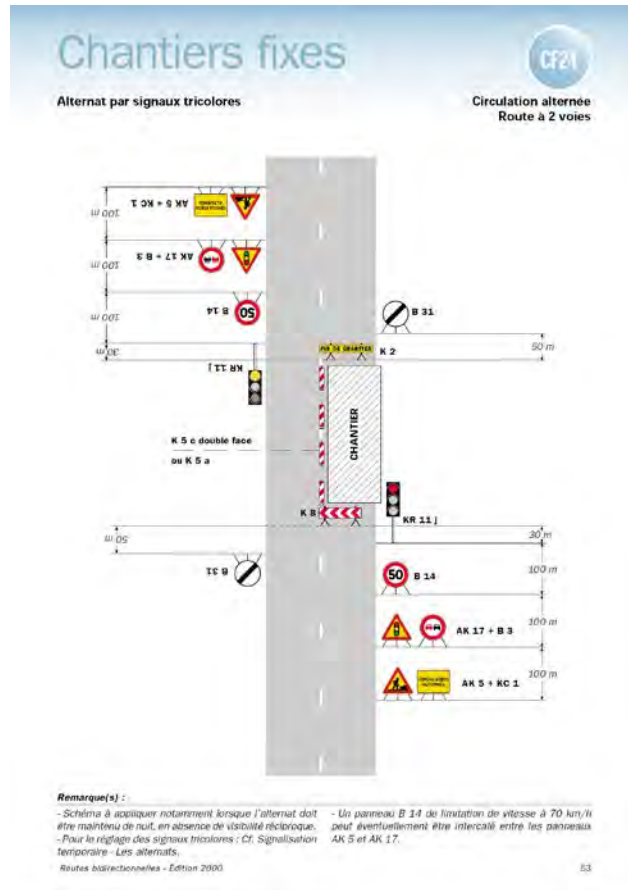 Chantiers fixes
CF21
Alternat par signaux tricolores
Circulation alternée
Route à 2 voies
AK 5 + KC 1
100 m
AK 17 + B 3
100 m
50
B 14
100 m
B 31
30 m
FIN DE CHANTIER
K 2
50 m
KR 11 j
K 5 c double face
ou K 5 a
CHANTIER
K 8
KR 11 j
50 m
30 m
B 31
50
B 14
100 m
AK 17 + B 3
100 m
AK 5 + KC 1
100 m
Remarque(s) :
- Schéma à appliquer notamment lorsque l'alternat doit
être maintenu de nuit, en absence de visibilité réciproque.
- Pour le réglage des signaux tricolores : Cf. Signalisation
temporaire - Les alternats.
- Un panneau B 14 de limitation de vitesse à 70 km/h
peut éventuellement être intercalé entre les panneaux
AK 5 et AK 17.
Routes bidirectionnelles - Édition 2000
53